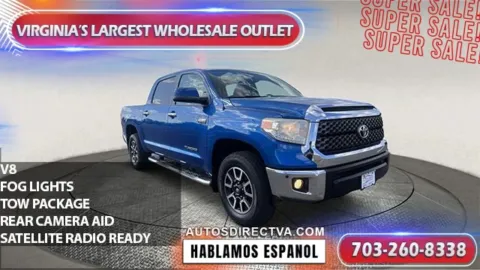 VIRGINIA'S LARGEST WHOLESALE OUTLET
SUPER SALE!
SUPER SALE!
SUPER SALE!
V8
FOG LIGHTS
TOW PACKAGE
REAR CAMERA AID
SATELLITE RADIO READY
AUTOSDIRECTVA.COM
HABLAMOS ESPANOL
703-260-8338